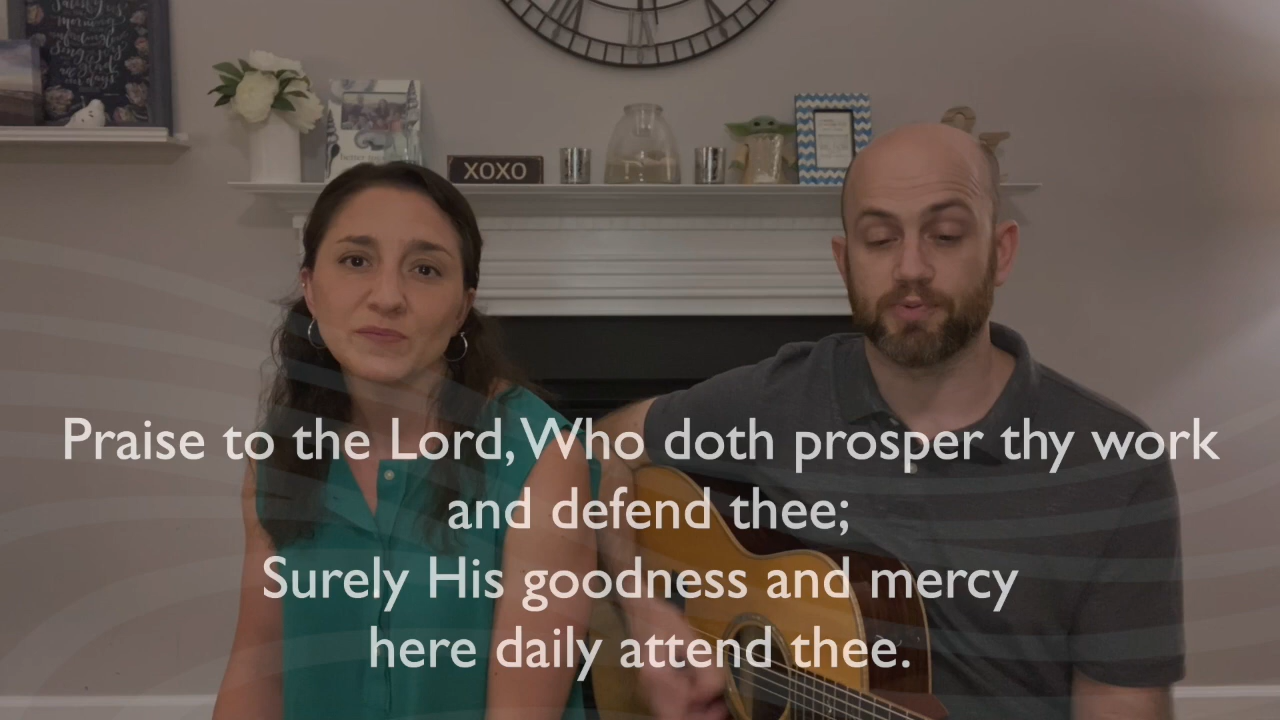 XOXO
Praise to the Lord, Who doth prosper thy work
and defend thee;
Surely His goodness and mercy
here daily attend thee.